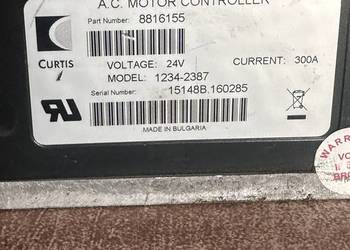 A.C. MOTOR CONTROLLER
Part Number: 8816155
CURTIS
VOLTAGE: 24V CURRENT: 300A
MODEL: 1234-2387
Serial Number: 15148B.160285
MADE IN BULGARIA
WARR
VO